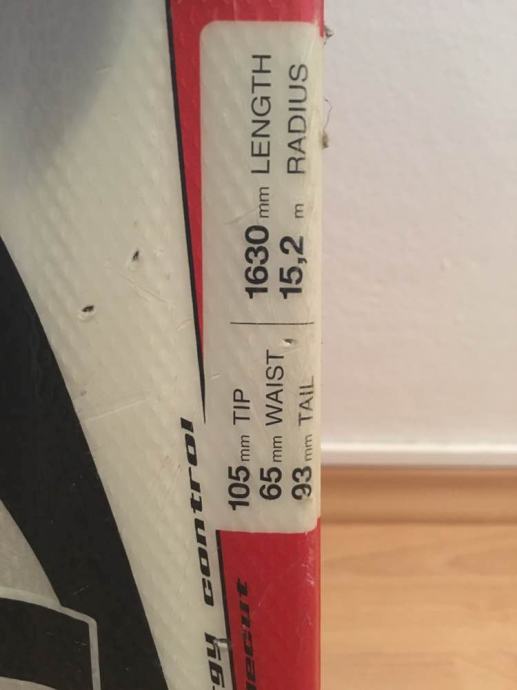 105 mm TIP
65 mm WAIST
93 mm TAIL
1630 mm LENGTH
15,2 m RADIUS
control